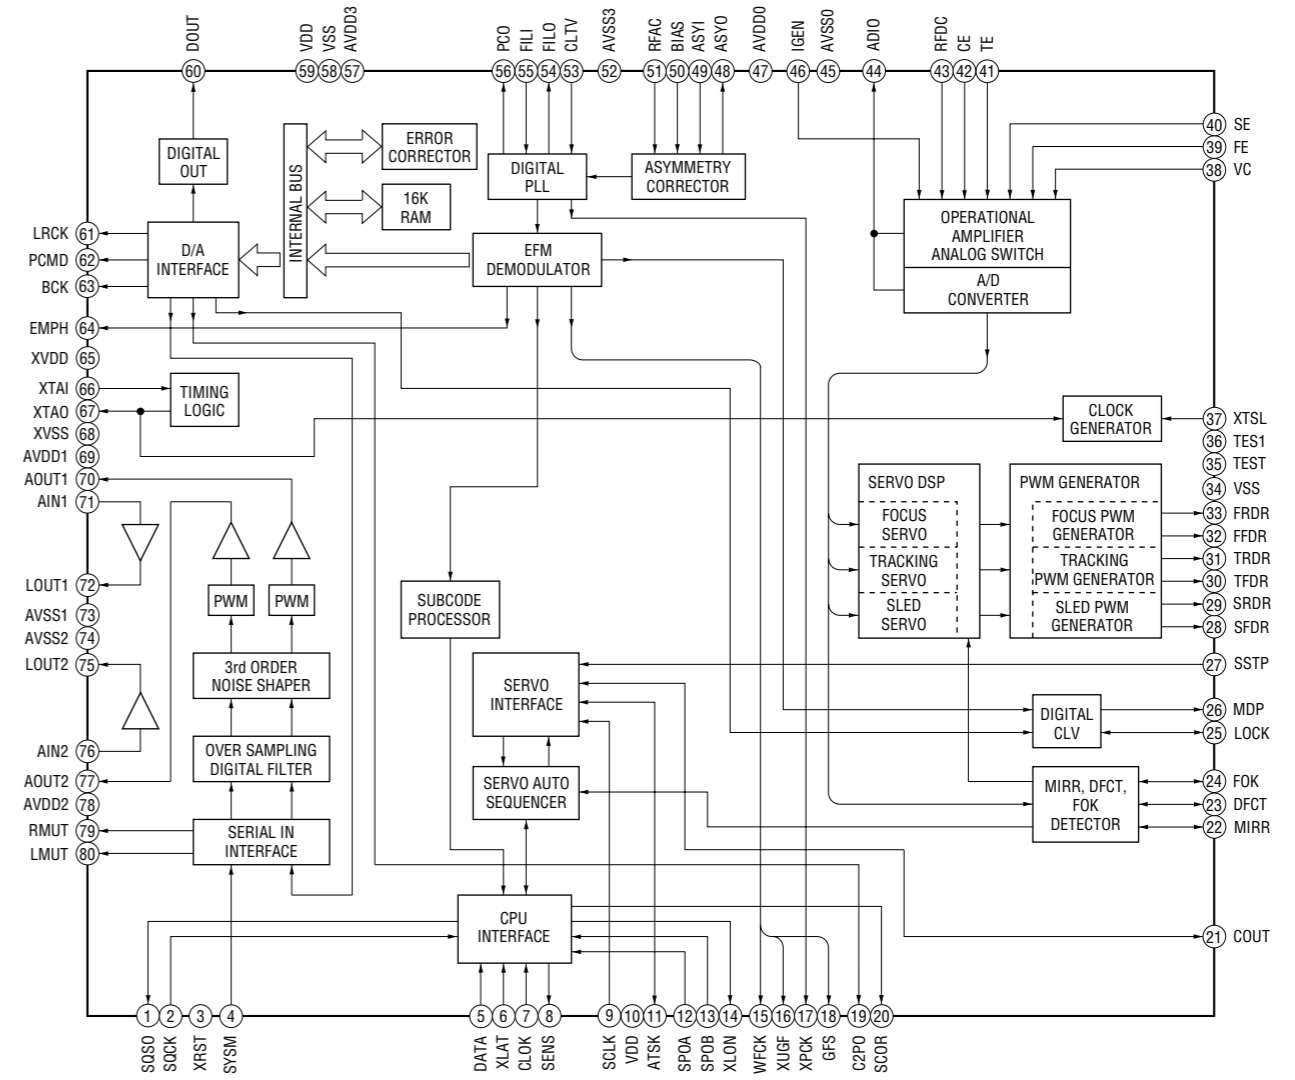 DOUT
VDD
VSS
AVDD3
PCO
FILI
FILO
CLTV
AVSS3
RFAC
BIAS
ASYI
ASYO
AVDD0
IGEN
AVSS0
ADIO
RFDC
CE
TE
60
59
58
57
56
55
54
53
52
51
50
49
48
47
46
45
44
43
42
41
40 SE
39 FE
38 VC
DIGITAL
OUT
INTERNAL BUS
ERROR
CORRECTOR
16K
RAM
DIGITAL
PLL
ASYMMETRY
CORRECTOR
OPERATIONAL
AMPLIFIER
ANALOG SWITCH
A/D
CONVERTER
LRCK 61
PCMD 62
BCK 63
D/A
INTERFACE
EFM
DEMODULATOR
EMPH 64
XVDD 65
XTAI 66
XTAO 67
XVSS 68
AVDD1 69
AOUT1 70
AIN1 71
TIMING
LOGIC
CLOCK
GENERATOR
37 XTSL
36 TES1
35 TEST
34 VSS
33 FRDR
32 FFDR
31 TRDR
30 TFDR
29 SRDR
28 SFDR
27 SSTP
26 MDP
25 LOCK
24 FOK
23 DFCT
22 MIRR
21 COUT
SERVO DSP
FOCUS
SERVO
TRACKING
SERVO
SLED
SERVO
PWM GENERATOR
FOCUS PWM
GENERATOR
TRACKING
PWM GENERATOR
SLED PWM
GENERATOR
LOUT1 72
AVSS1 73
AVSS2 74
LOUT2 75
AIN2 76
AOUT2 77
AVDD2 78
RMUT 79
LMUT 80
PWM
PWM
3rd ORDER
NOISE SHAPER
OVER SAMPLING
DIGITAL FILTER
SERIAL IN
INTERFACE
SUBCODE
PROCESSOR
SERVO
INTERFACE
SERVO AUTO
SEQUENCER
CPU
INTERFACE
DIGITAL
CLV
MIRR, DFCT,
FOK
DETECTOR
1
2
3
4
5
6
7
8
9
10
11
12
13
14
15
16
17
18
19
20
SQSO
SQCK
XRST
SYSM
DATA
XLAT
CLOK
SENS
SCLK
VDD
ATSK
SPOA
SPOB
XLON
WFCK
XUGF
XPCK
GFS
C2PO
SCOR